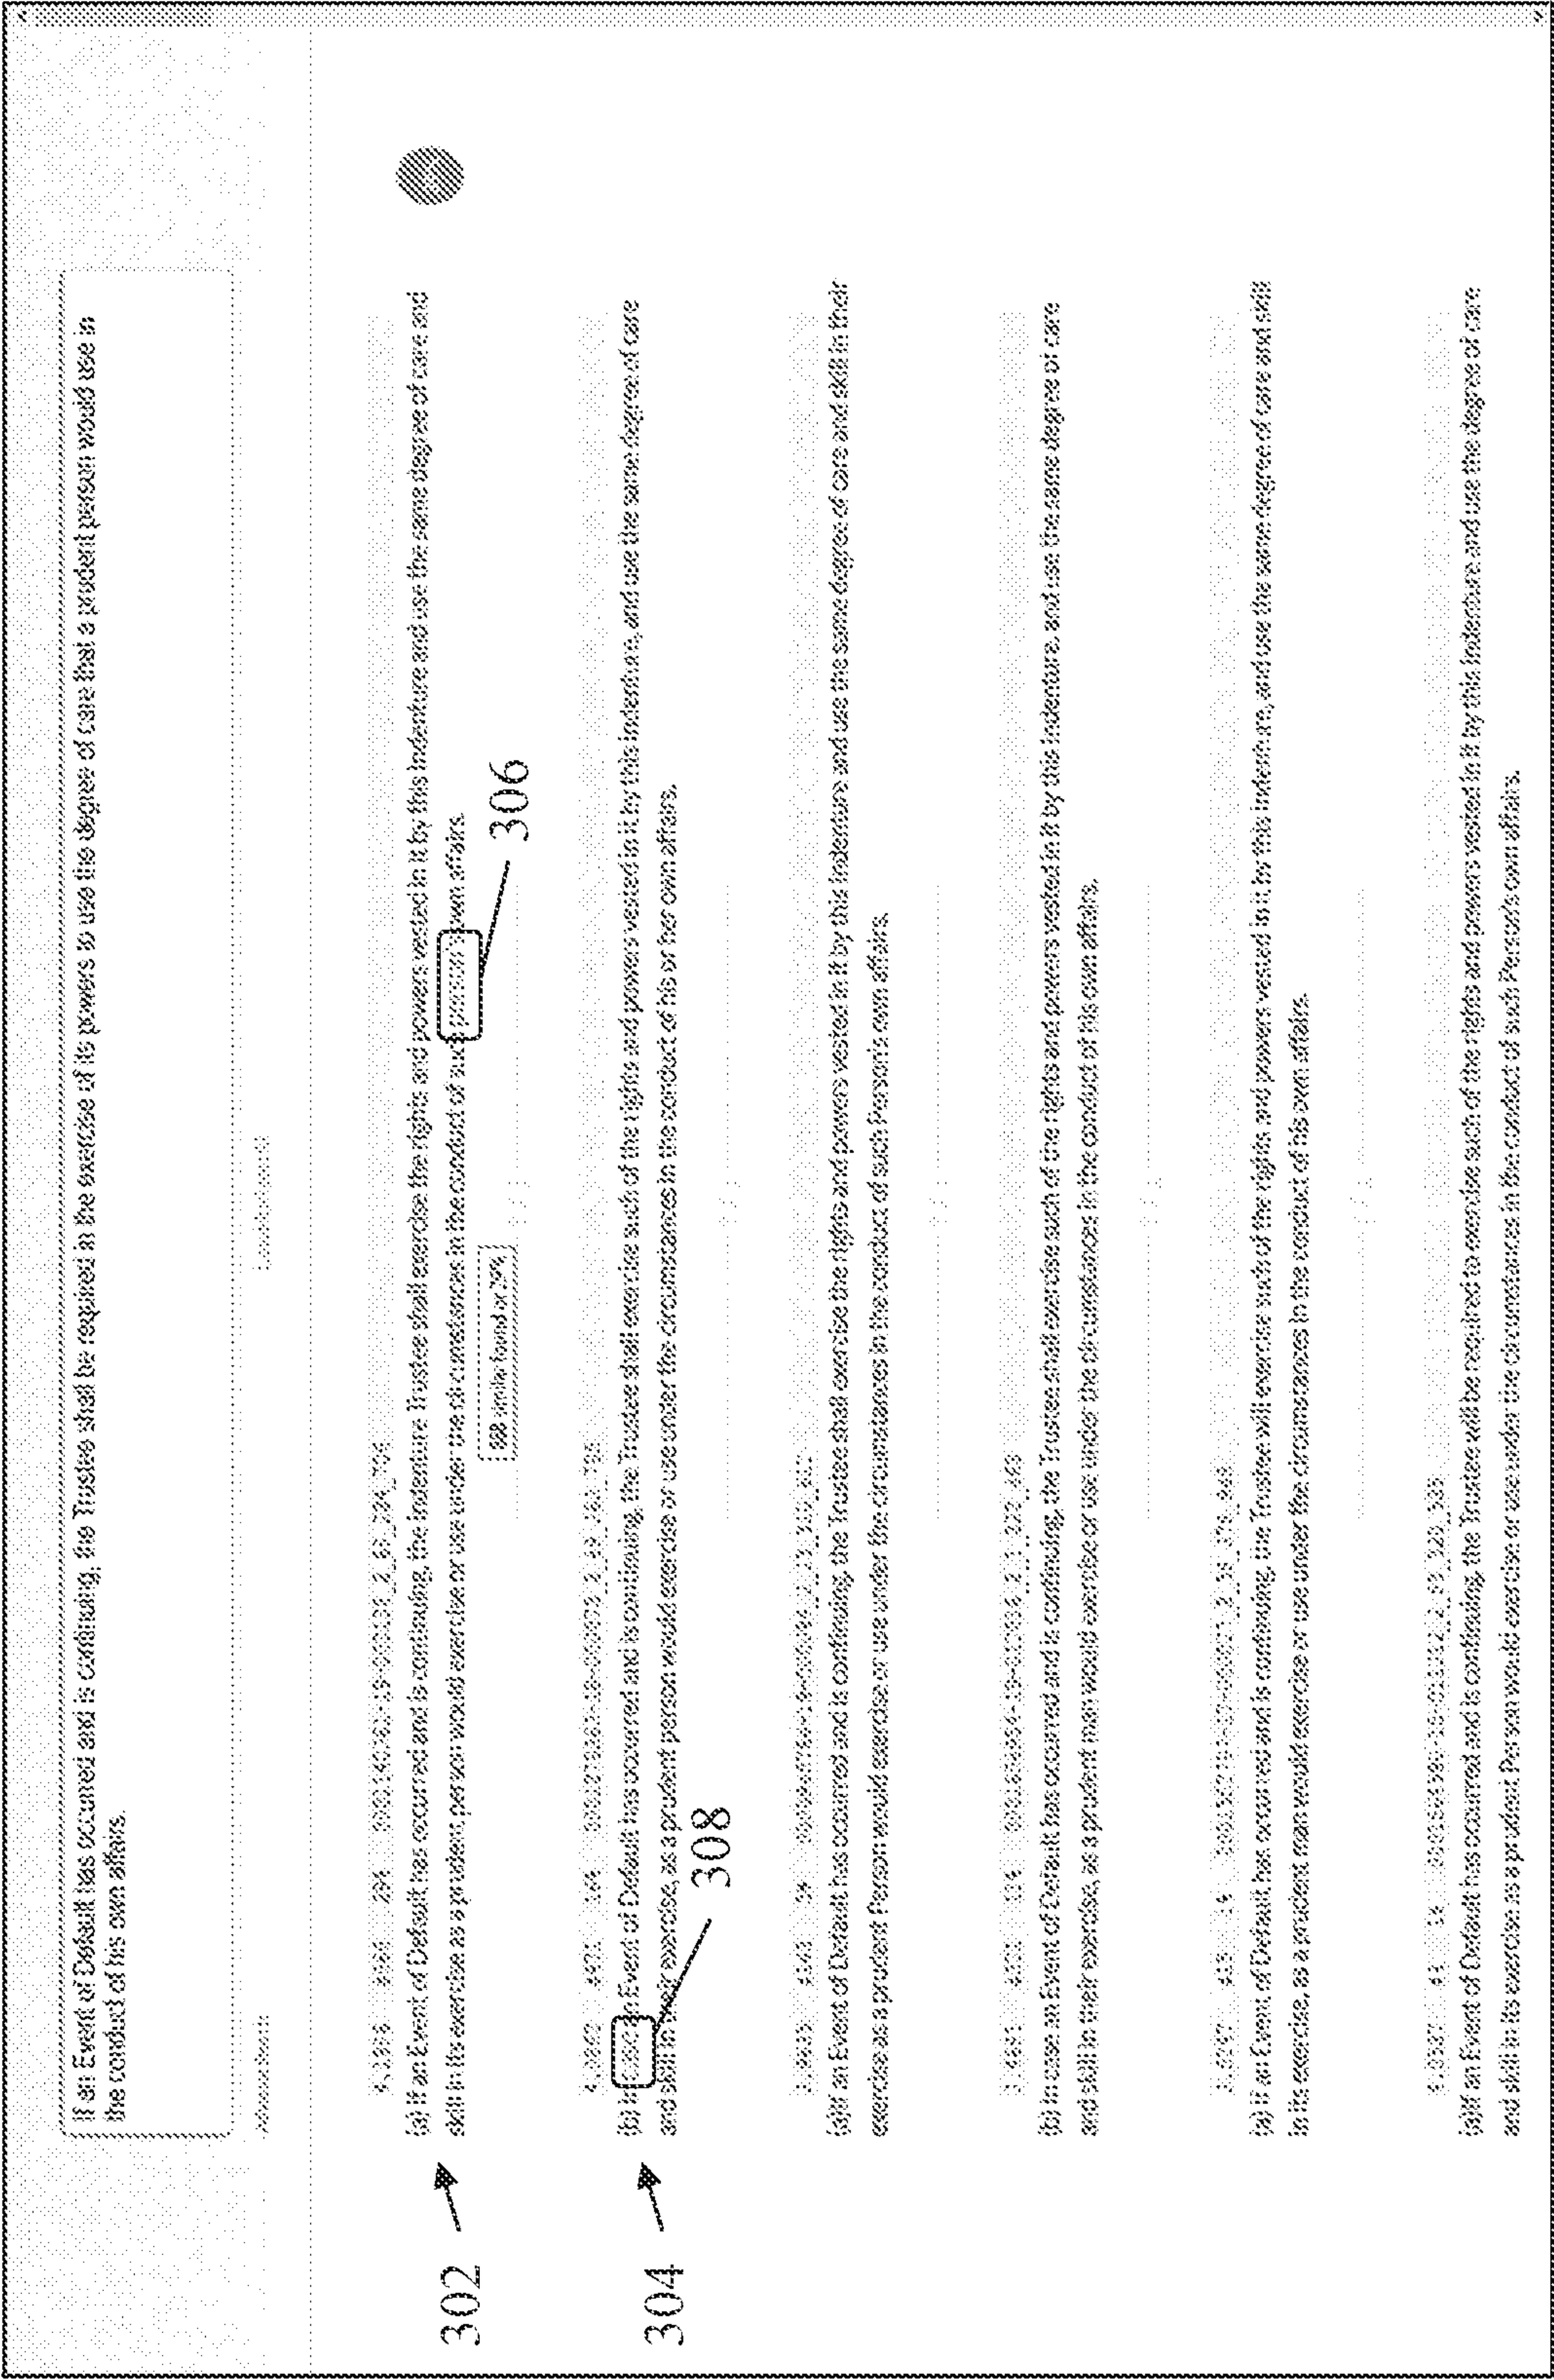 If an Event of Default has occurred and is continuing, the Trustee shall be required in the exercise of its powers to use the degree of care that a prudent person would use in
the conduct of his own affairs.
(a) If an Event of Default has occurred and is continuing, the Indenture Trustee shall exercise the rights and powers vested in it by this Indenture and use the same degree of care and
skill in its exercise as a prudent person would exercise or use under the circumstances in the conduct of such person's own affairs.
306
588 similar found or 29%
302
(b) In case an Event of Default has occurred and is continuing, the Trustee shall exercise such of the rights and powers vested in it by this Indenture, and use the same degree of care
and skill in their exercise, as a prudent person would exercise or use under the circumstances in the conduct of his or her own affairs.
308
304
(a)If an Event of Default has occurred and is continuing, the Trustee shall exercise the rights and powers vested in it by this Indenture and use the same degree of care and skill in their
exercise as a prudent Person would exercise or use under the circumstances in the conduct of such Person's own affairs.
(b) In case an Event of Default has occurred and is continuing, the Trustee shall exercise such of the rights and powers vested in it by this Indenture, and use the same degree of care
and skill in their exercise, as a prudent man would exercise or use under the circumstances in the conduct of his own affairs.
(a) If an Event of Default has occurred and is continuing, the Trustee will exercise such of the rights and powers vested in it by this Indenture, and use the same degree of care and skill
in its exercise, as a prudent man would exercise or use under the circumstances in the conduct of his own affairs.
(a)If an Event of Default has occurred and is continuing, the Trustee will be required to exercise such of the rights and powers vested in it by this Indenture and use the degree of care
and skill in its exercise as a prudent Person would exercise or use under the circumstances in the conduct of such Person's own affairs.